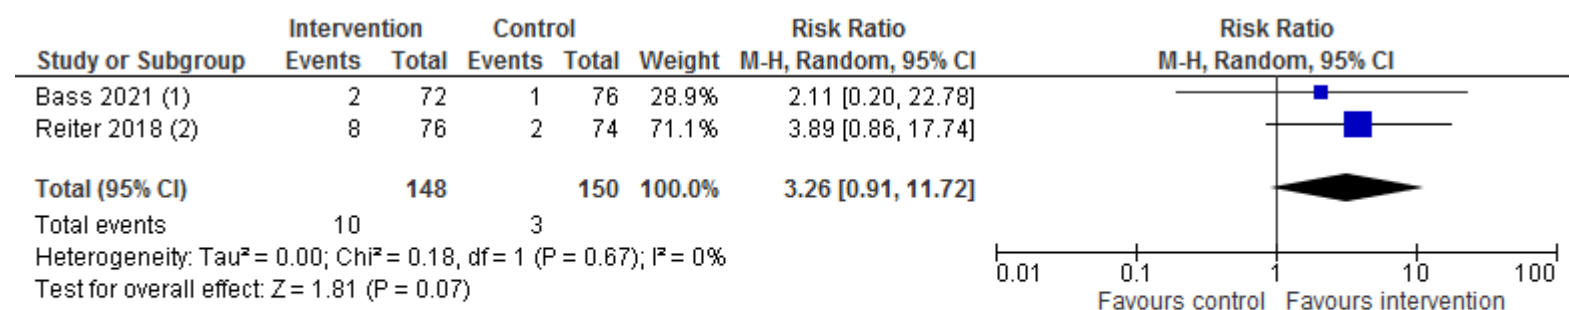 Intervention Control Risk Ratio Risk Ratio
Study or Subgroup Events Total Events Total Weight M-H, Random, 95% CI M-H, Random, 95% CI
Bass 2021 (1) 2 72 1 76 28.9% 2.11 [0.20, 22.78]
Reiter 2018 (2) 8 76 2 74 71.1% 3.89 [0.86, 17.74]
Total (95% CI) 148 150 100.0% 3.26 [0.91, 11.72]
Total events 10 3
Heterogeneity: Tau² = 0.00; Chi² = 0.18, df = 1 (P = 0.67); I² = 0%
Test for overall effect: Z = 1.81 (P = 0.07)
0.01 0.1 1 10 100
Favours control Favours intervention